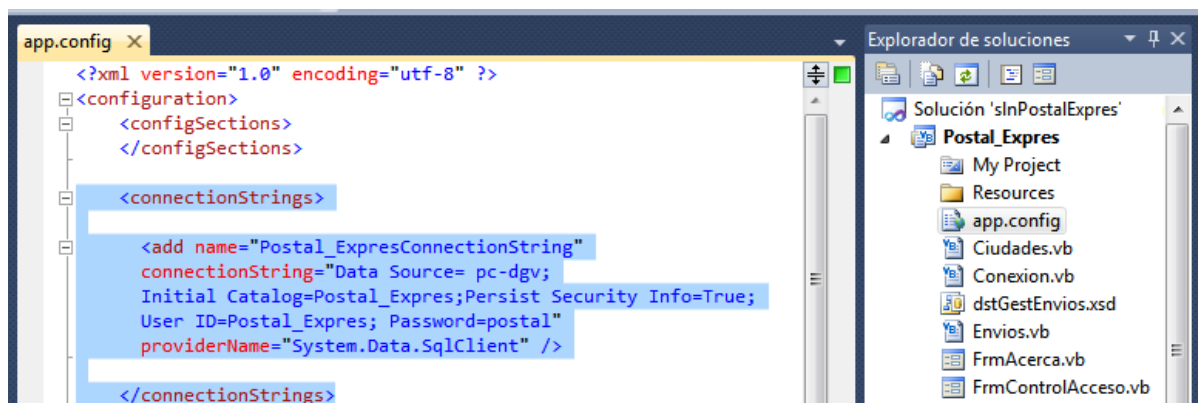 app.config
<?xml version="1.0" encoding="utf-8" ?>
<configuration>
<configSections>
</configSections>
<connectionStrings>
<add name="Postal_ExpresConnectionString"
connectionString="Data Source= pc-dgv;
Initial Catalog=Postal_Expres;Persist Security Info=True;
User ID=Postal_Expres; Password=postal"
providerName="System.Data.SqlClient" />
</connectionStrings>
Explorador de soluciones
Solución 'slnPostalExpres'
Postal_Expres
My Project
Resources
app.config
Ciudades.vb
Conexion.vb
dstGestEnvios.xsd
Envios.vb
FrmAcerca.vb
FrmControlAcceso.vb